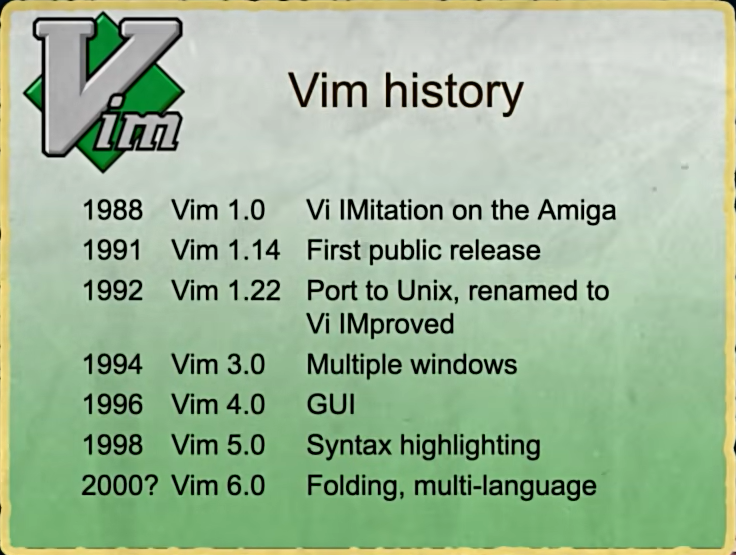 Vim
Vim history
1988 Vim 1.0 Vi IMitation on the Amiga
1991 Vim 1.14 First public release
1992 Vim 1.22 Port to Unix, renamed to
Vi IMproved
1994 Vim 3.0 Multiple windows
1996 Vim 4.0 GUI
1998 Vim 5.0 Syntax highlighting
2000? Vim 6.0 Folding, multi-language